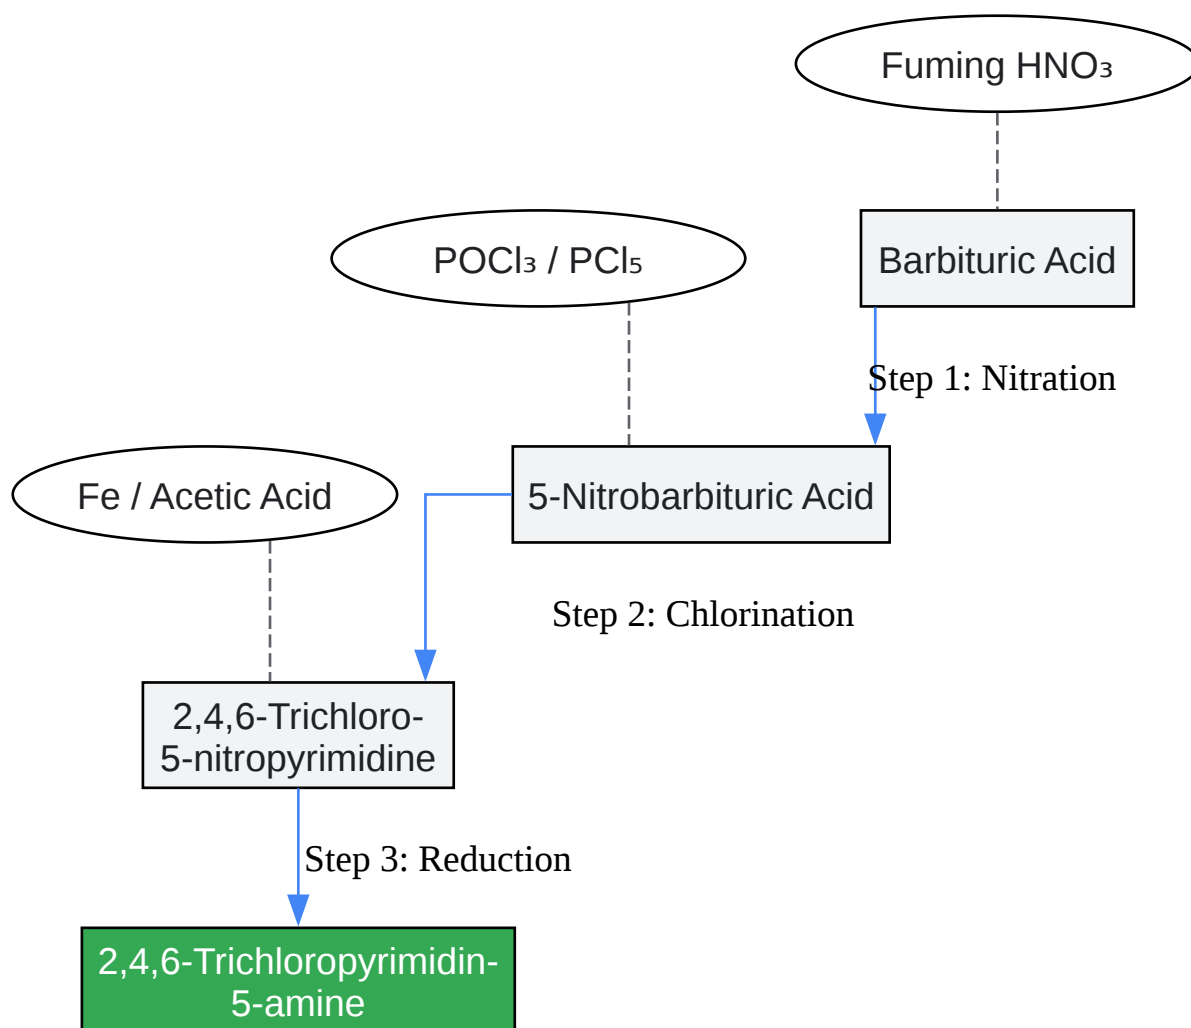 Fuming HNO₃
POCl₃ / PCl₅
Barbituric Acid
Step 1: Nitration
Fe / Acetic Acid
5-Nitrobarbituric Acid
Step 2: Chlorination
2,4,6-Trichloro-
5-nitropyrimidine
Step 3: Reduction
2,4,6-Trichloropyrimidin-
5-amine